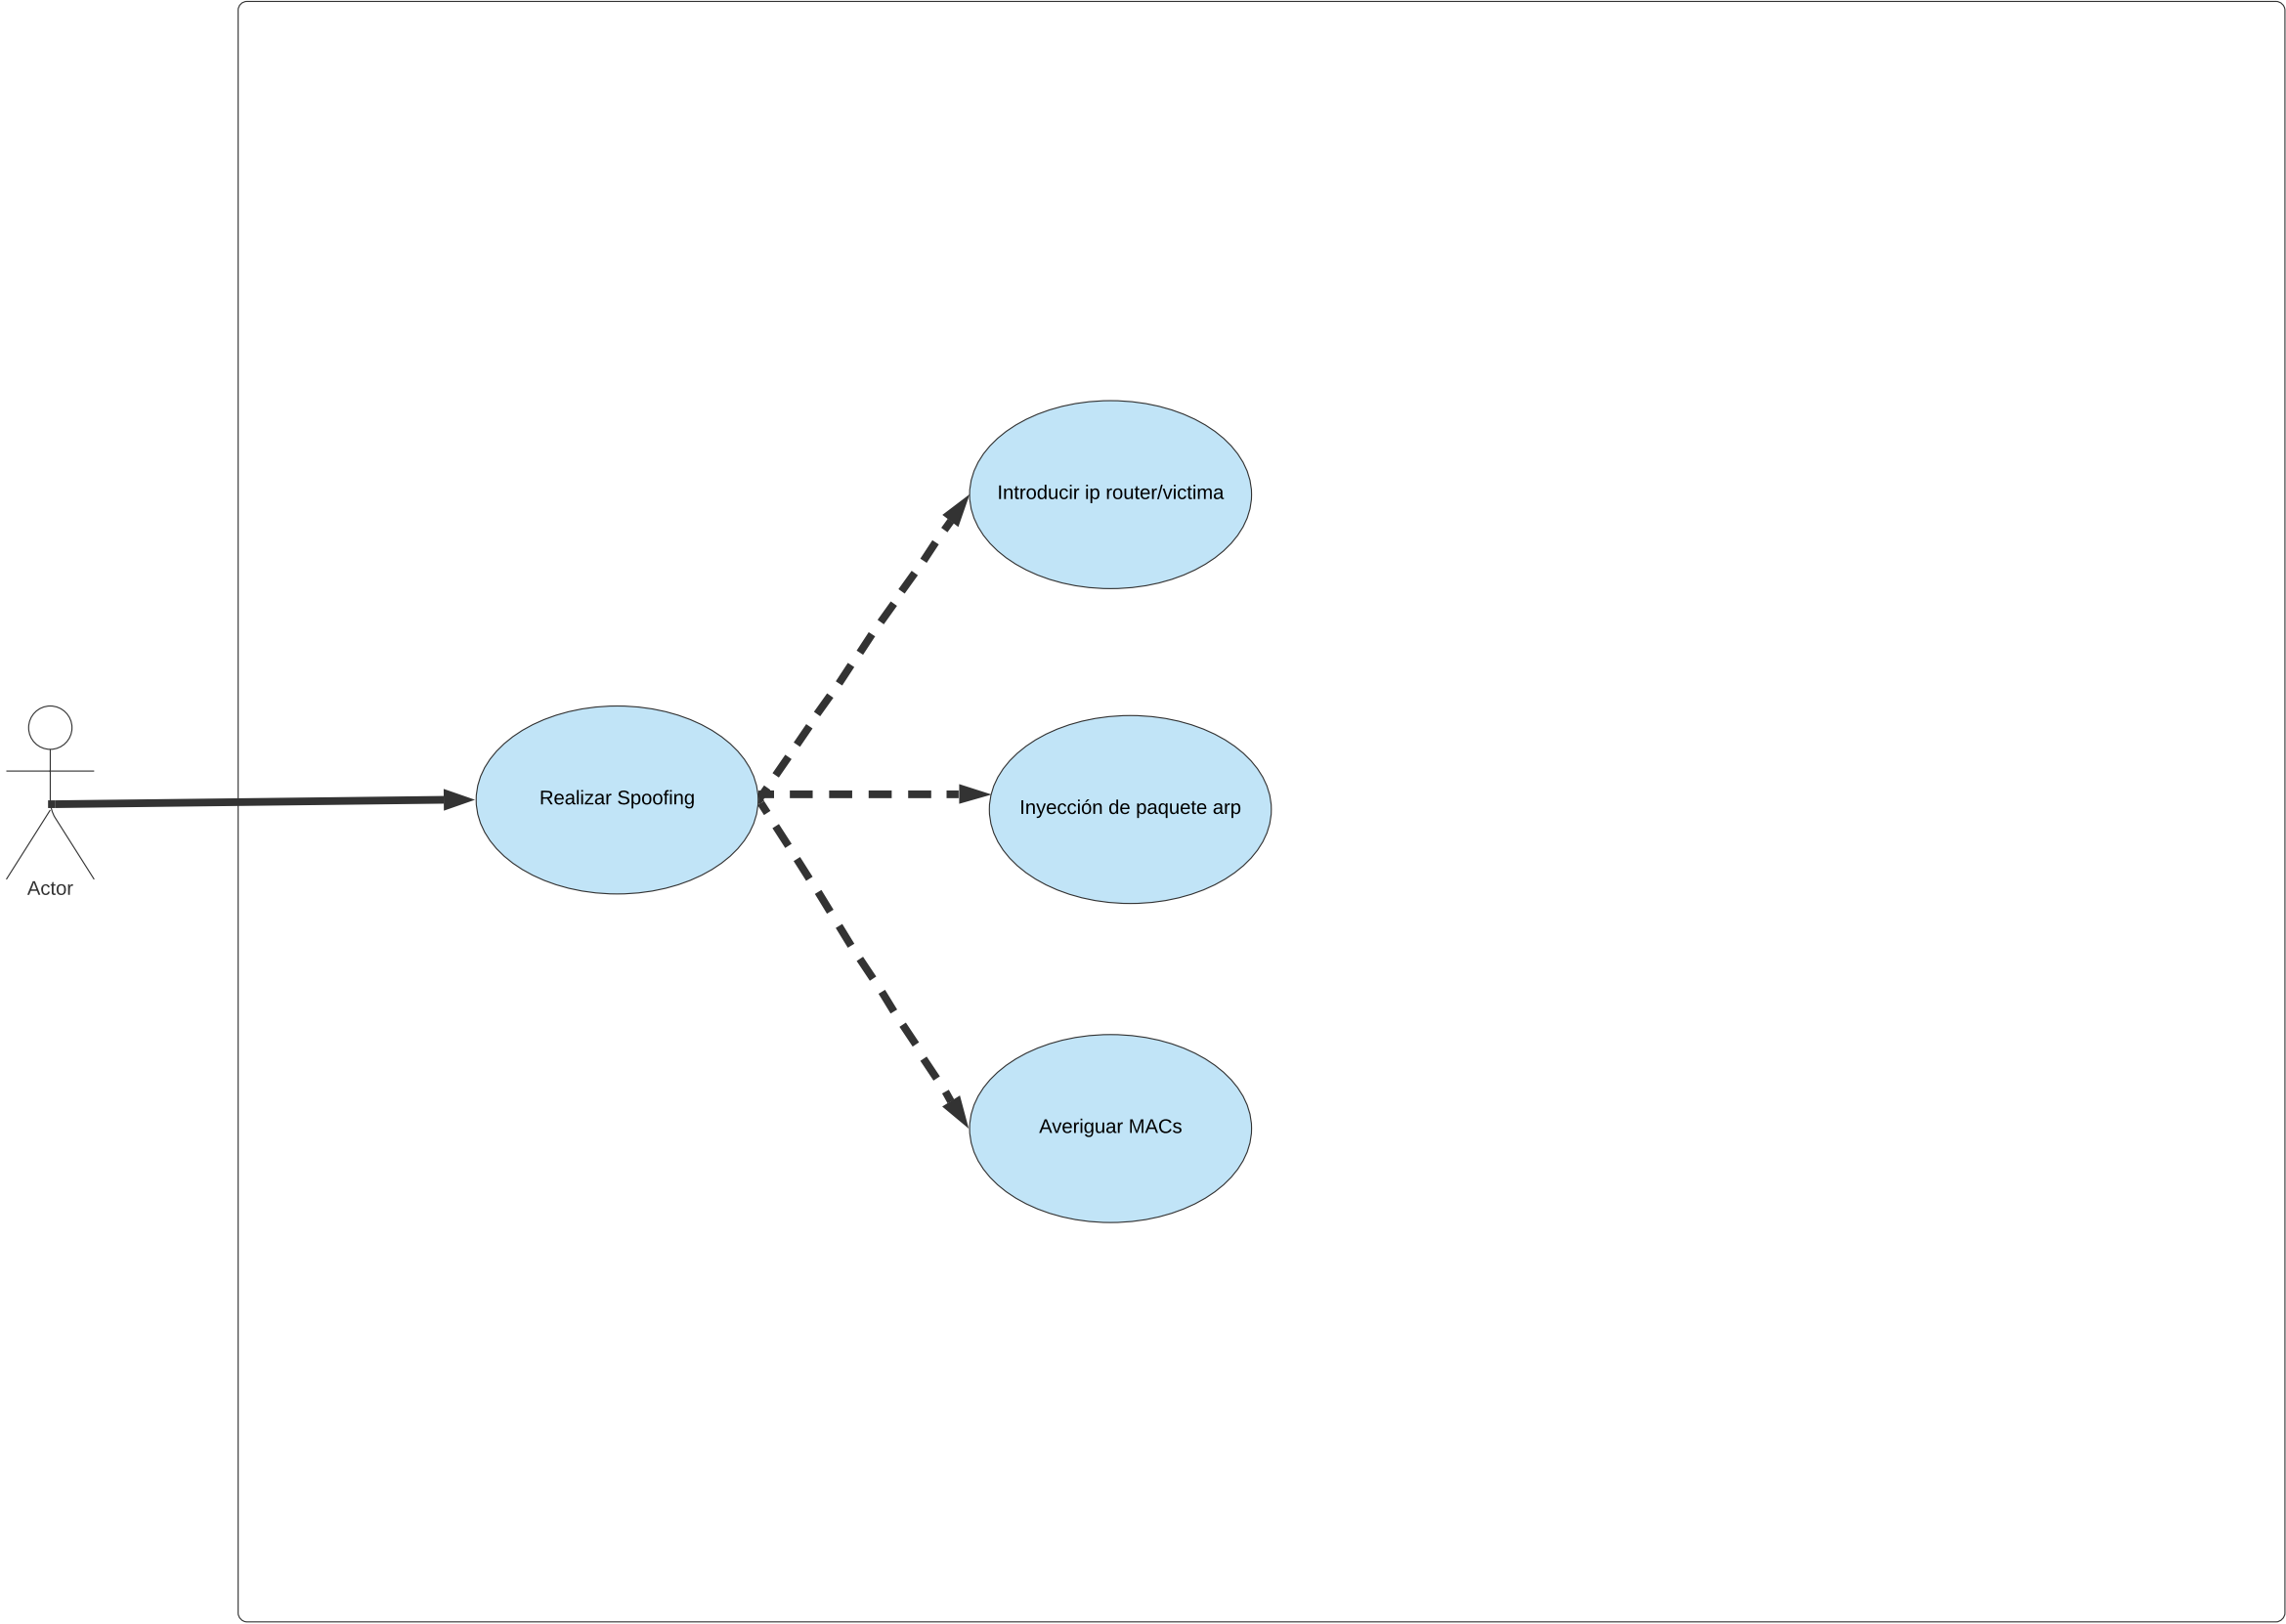 Introducir ip router/victima
Realizar Spoofing
Inyección de paquete arp
Actor
Averiguar MACs